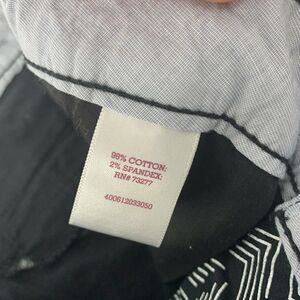 98% COTTON;
2% SPANDEX;
RN# 73277
400612033050